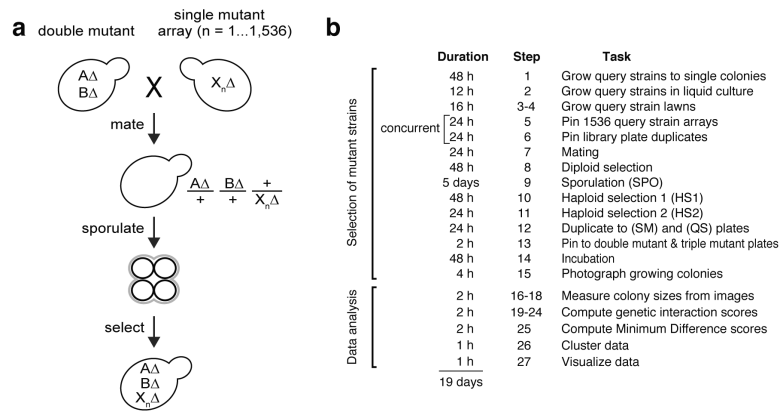 a
double mutant
single mutant
array (n = 1...1,536)
AΔ
BΔ
X
XnΔ
mate
AΔ BΔ +
+ + XnΔ
sporulate
select
AΔ
BΔ
XnΔ
b
Duration Step Task
Selection of mutant strains
48 h 1 Grow query strains to single colonies
12 h 2 Grow query strains in liquid culture
16 h 3-4 Grow query strain lawns
concurrent
24 h 5 Pin 1536 query strain arrays
24 h 6 Pin library plate duplicates
24 h 7 Mating
48 h 8 Diploid selection
5 days 9 Sporulation (SPO)
48 h 10 Haploid selection 1 (HS1)
24 h 11 Haploid selection 2 (HS2)
24 h 12 Duplicate to (SM) and (QS) plates
2 h 13 Pin to double mutant & triple mutant plates
48 h 14 Incubation
4 h 15 Photograph growing colonies
Data analysis
2 h 16-18 Measure colony sizes from images
2 h 19-24 Compute genetic interaction scores
2 h 25 Compute Minimum Difference scores
1 h 26 Cluster data
1 h 27 Visualize data
19 days